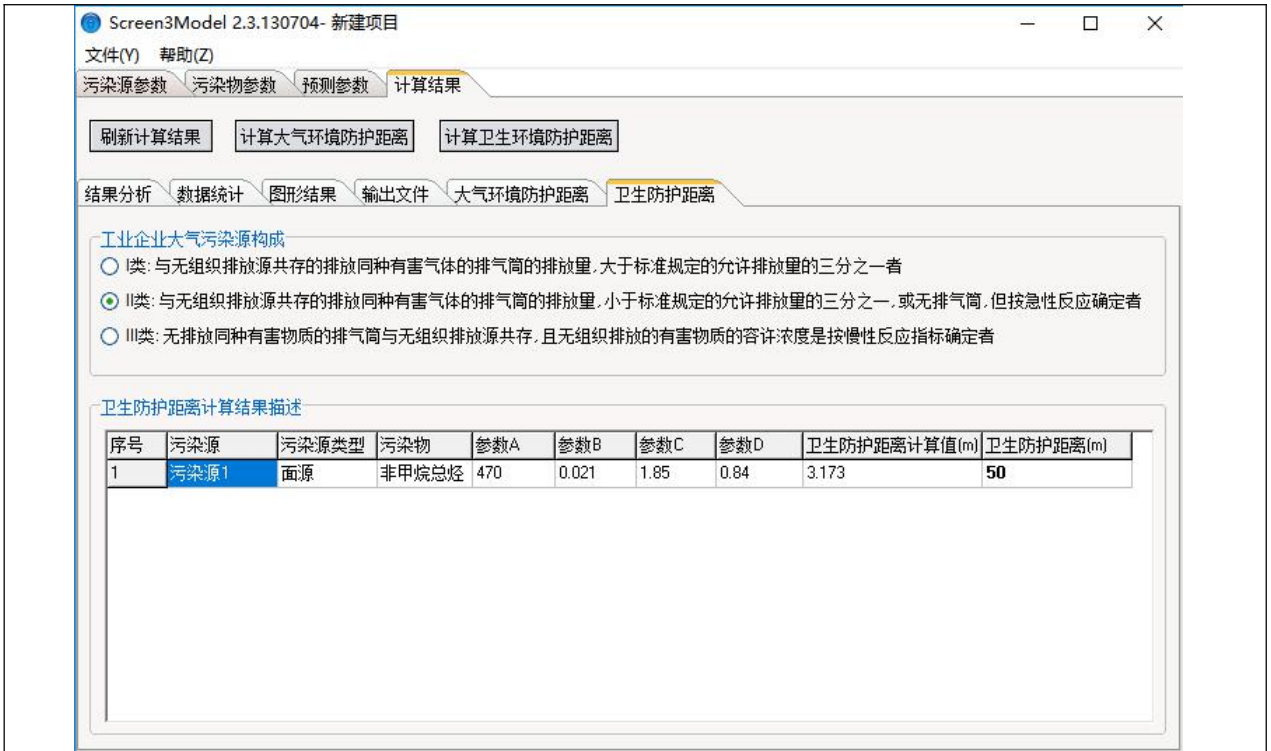 Screen3Model 2.3.130704- 新建项目
文件(Y) 帮助(Z)
污染源参数 污染物参数 预测参数 计算结果
刷新计算结果 计算大气环境防护距离 计算卫生环境防护距离
结果分析 数据统计 图形结果 输出文件 大气环境防护距离 卫生防护距离
工业企业大气污染源构成
I类:与无组织排放源共存的排放同种有害气体的排气筒的排放量,大于标准规定的允许排放量的三分之一者
II类:与无组织排放源共存的排放同种有害气体的排气筒的排放量,小于标准规定的允许排放量的三分之一,或无排气筒,但按急性反应确定者
III类:无排放同种有害物质的排气筒与无组织排放源共存,且无组织排放的有害物质的容许浓度是按慢性反应指标确定者
卫生防护距离计算结果描述
序号 污染源 污染源类型 污染物 参数A 参数B 参数C 参数D 卫生防护距离计算值(m) 卫生防护距离(m)
1 污染源1 面源 非甲烷总烃 470 0.021 1.85 0.84 3.173 50